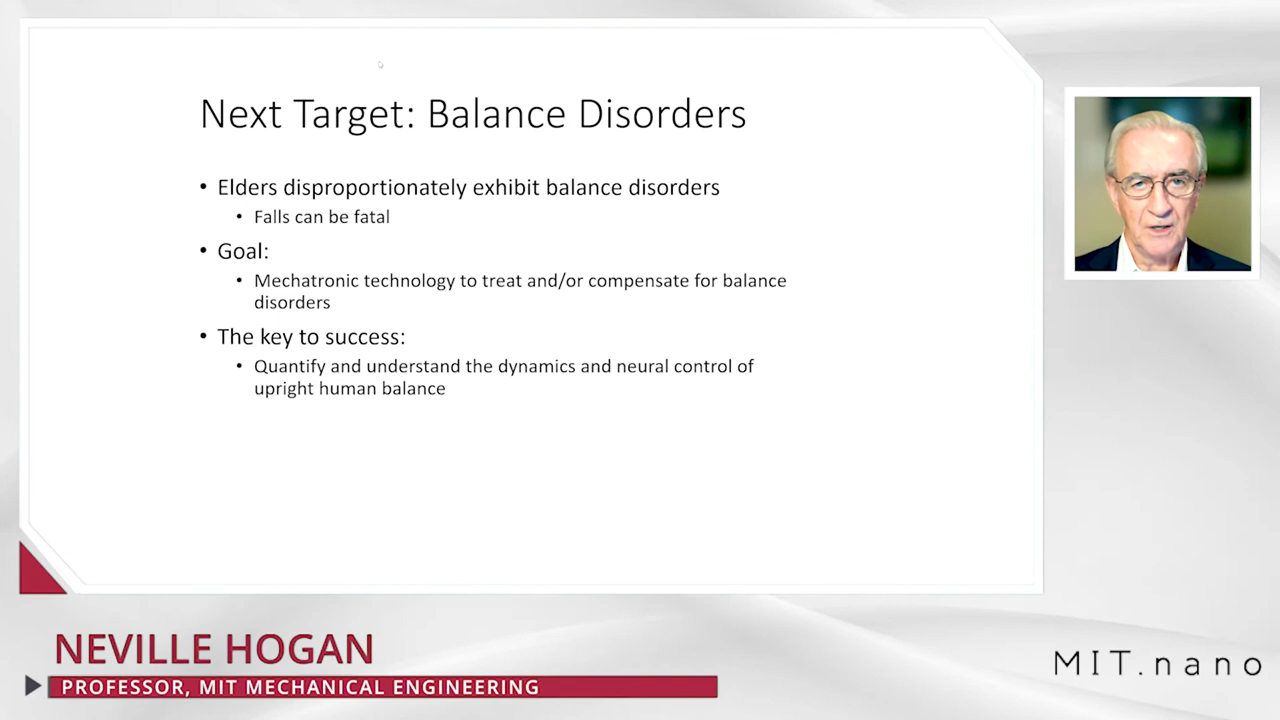 Next Target: Balance Disorders
• Elders disproportionately exhibit balance disorders
• Falls can be fatal
• Goal:
• Mechatronic technology to treat and/or compensate for balance
disorders
• The key to success:
• Quantify and understand the dynamics and neural control of
upright human balance
NEVILLE HOGAN
PROFESSOR, MIT MECHANICAL ENGINEERING
MIT.nano